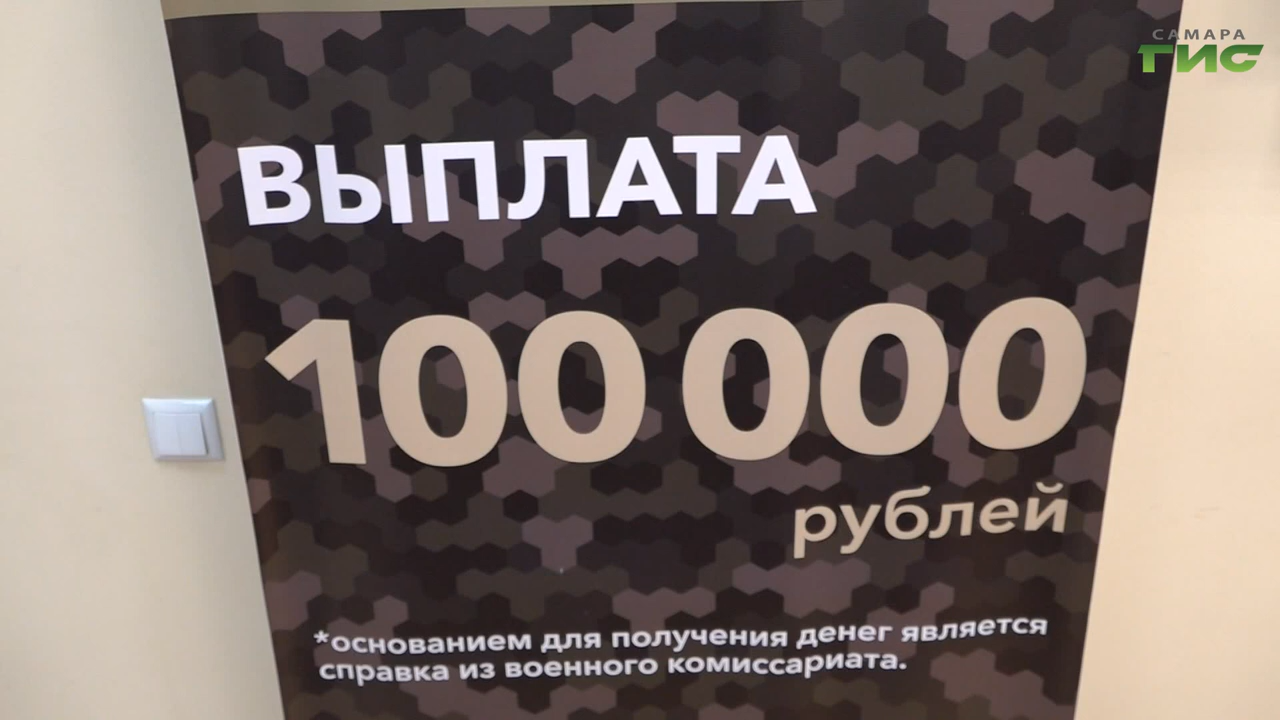 САМАРА
ГИС
ВЫПЛАТА
100 000
рублей
*основанием для получения денег является
справка из военного комиссариата.